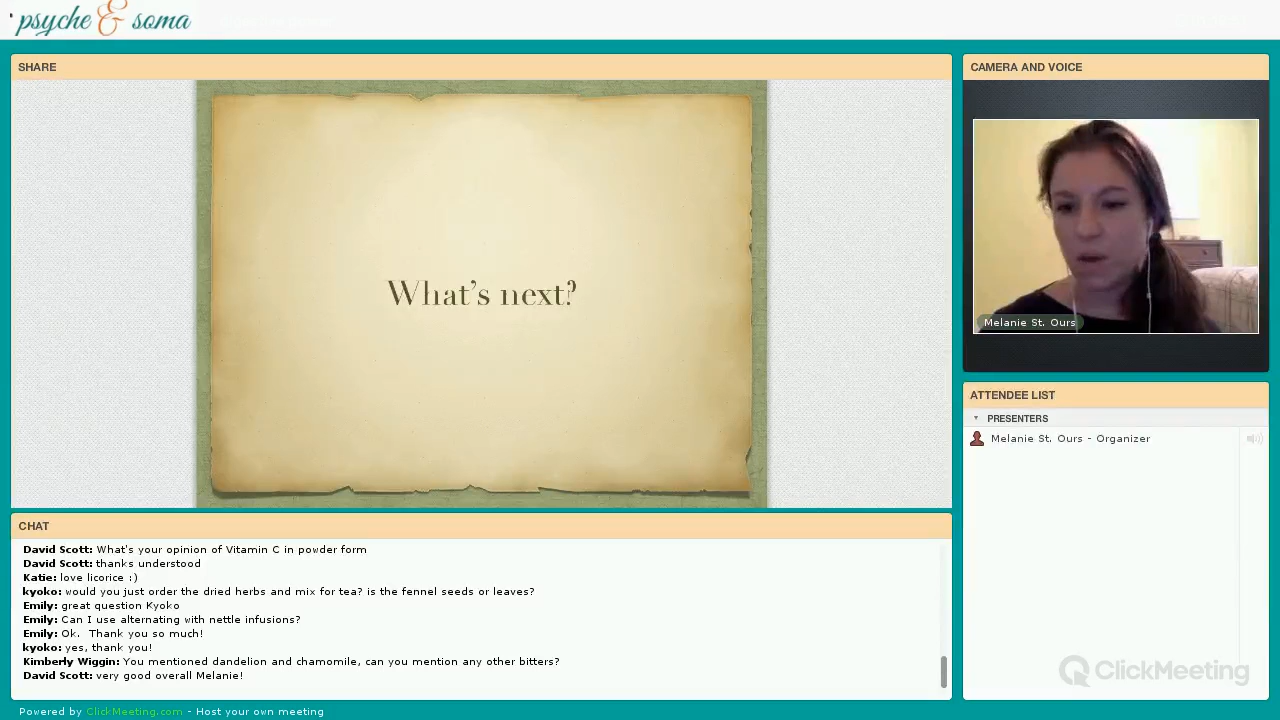 psyche & soma
SHARE
CAMERA AND VOICE
What's next?
Melanie St. Ours
ATTENDEE LIST
PRESENTERS
Melanie St. Ours - Organizer
CHAT
David Scott: What's your opinion of Vitamin C in powder form
David Scott: thanks understood
Katie: love licorice :)
kyoko: would you just order the dried herbs and mix for tea? is the fennel seeds or leaves?
Emily: great question Kyoko
Emily: Can I use alternating with nettle infusions?
Emily: Ok.  Thank you so much!
kyoko: yes, thank you!
Kimberly Wiggin: You mentioned dandelion and chamomile, can you mention any other bitters?
David Scott: very good overall Melanie!
ClickMeeting
Powered by ClickMeeting.com - Host your own meeting